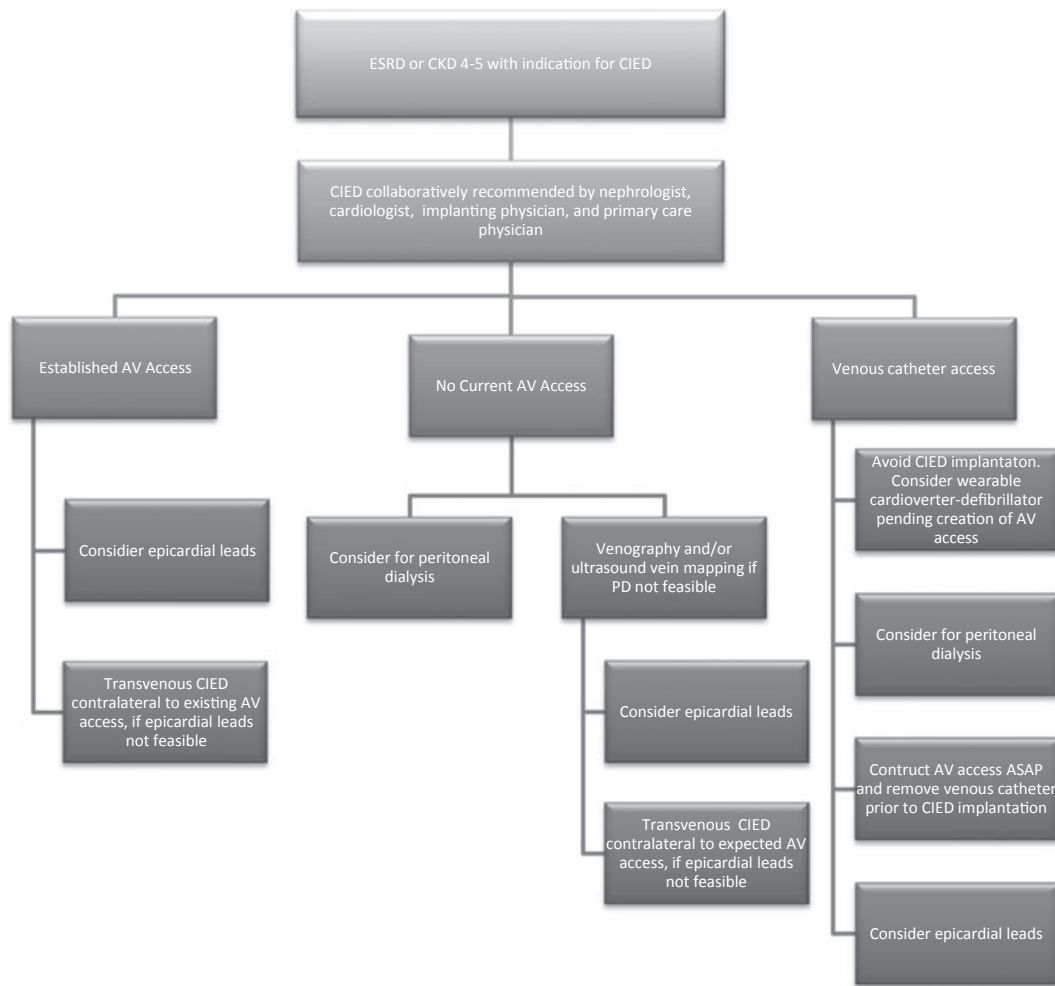 ESRD or CKD 4-5 with indication for CIED
CIED collaboratively recommended by nephrologist,
cardiologist,  implanting physician, and primary care
physician
Established AV Access
Considier epicardial leads
Transvenous CIED
contralateral to existing AV
access, if epicardial leads
not feasible
No Current AV Access
Consider for peritoneal
dialysis
Venography and/or
ultrasound vein mapping if
PD not feasible
Consider epicardial leads
Transvenous  CIED
contralateral to expected AV
access, if epicardial leads
not feasible
Venous catheter access
Avoid CIED implantaton.
Consider wearable
cardioverter-defibrillator
pending creation of AV
access
Consider for peritoneal
dialysis
Contruct AV access ASAP
and remove venous catheter
prior to CIED implantation
Consider epicardial leads